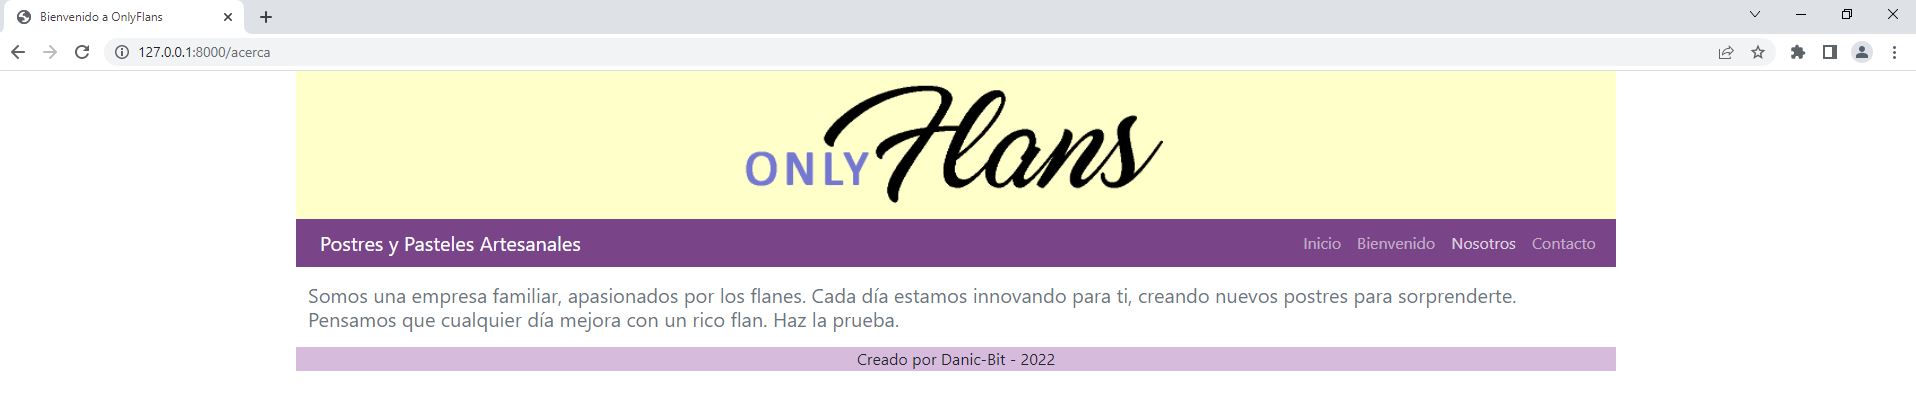 Bienvenido a OnlyFlans
127.0.0.1:8000/acerca
ONLY Flans
Postres y Pasteles Artesanales
Inicio Bienvenido Nosotros Contacto
Somos una empresa familiar, apasionados por los flanes. Cada día estamos innovando para ti, creando nuevos postres para sorprenderte.
Pensamos que cualquier día mejora con un rico flan. Haz la prueba.
Creado por Danic-Bit - 2022